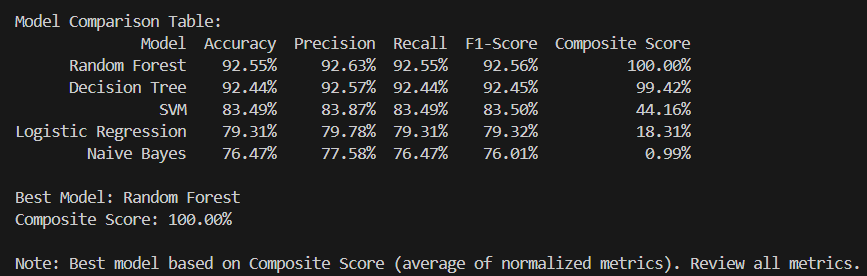 Model Comparison Table:
Model Accuracy Precision Recall F1-Score Composite Score
Random Forest 92.55% 92.63% 92.55% 92.56% 100.00%
Decision Tree 92.44% 92.57% 92.44% 92.45% 99.42%
SVM 83.49% 83.87% 83.49% 83.50% 44.16%
Logistic Regression 79.31% 79.78% 79.31% 79.32% 18.31%
Naive Bayes 76.47% 77.58% 76.47% 76.01% 0.99%
Best Model: Random Forest
Composite Score: 100.00%
Note: Best model based on Composite Score (average of normalized metrics). Review all metrics.